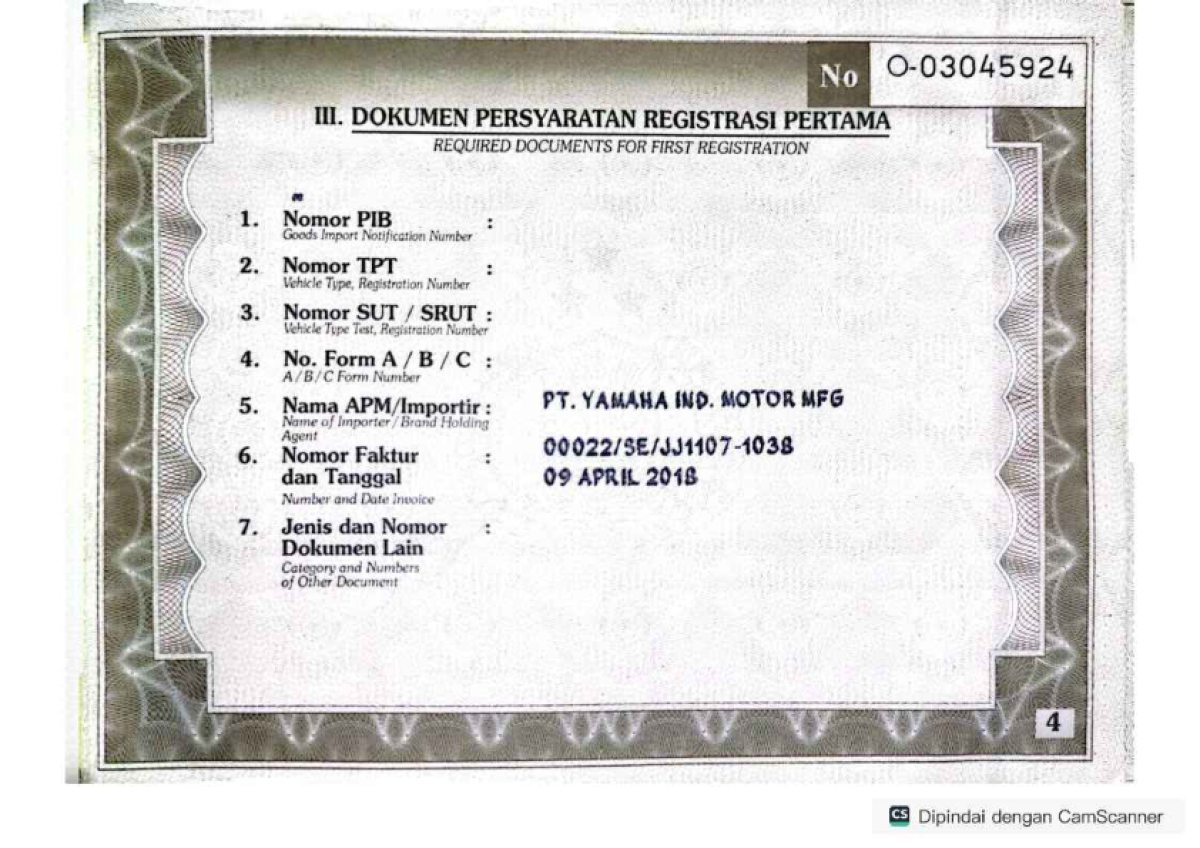 No O-03045924
III. DOKUMEN PERSYARATAN REGISTRASI PERTAMA
REQUIRED DOCUMENTS FOR FIRST REGISTRATION
1. Nomor PIB :
Goods Import Notification Number
2. Nomor TPT :
Vehicle Type, Registration Number
3. Nomor SUT / SRUT :
Vehicle Type Test, Registration Number
4. No. Form A / B / C :
A / B / C Form Number
5. Nama APM/Importir : PT. YAMAHA IND. MOTOR MFG
Name of Importer / Brand Holding
Agent
6. Nomor Faktur : 00022/SE/JJ1107-1038
dan Tanggal 09 APRIL 2018
Number and Date Invoice
7. Jenis dan Nomor :
Dokumen Lain
Category and Numbers
of Other Document
4
CS Dipindai dengan CamScanner